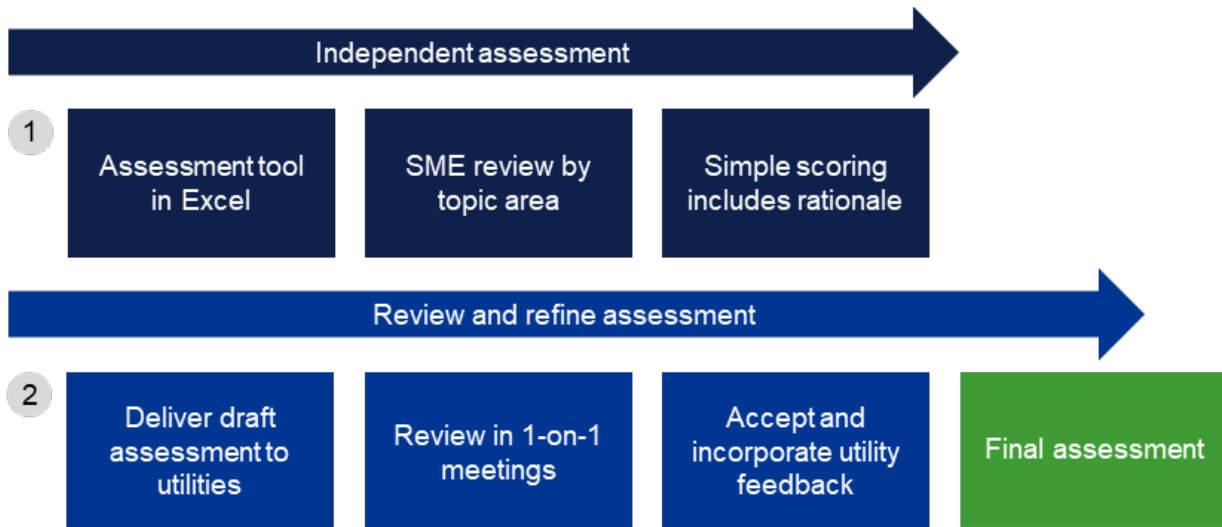 Independent assessment
1
Assessment tool
in Excel
SME review by
topic area
Simple scoring
includes rationale
Review and refine assessment
2
Deliver draft
assessment to
utilities
Review in 1-on-1
meetings
Accept and
incorporate utility
feedback
Final assessment